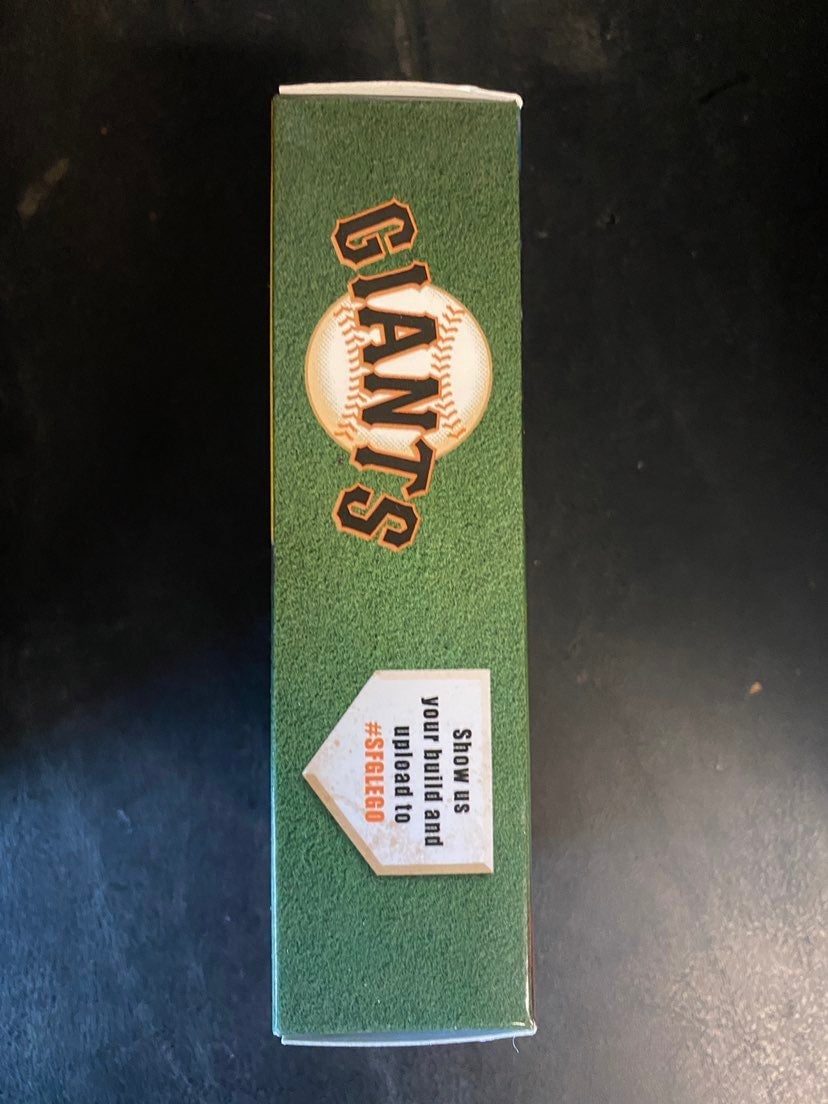 GIANTS
Show us
your build and
upload to
#SFGLEGO